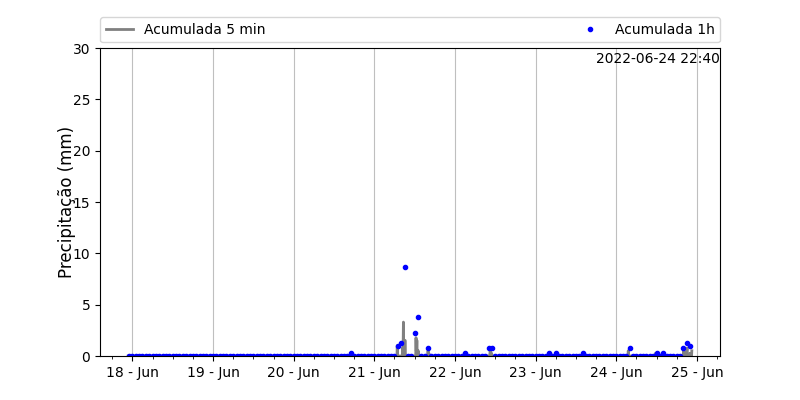 Acumulada 5 min
Acumulada 1h
2022-06-24 22:40
Precipitação (mm)
30
25
20
15
10
5
0
18 - Jun 19 - Jun 20 - Jun 21 - Jun 22 - Jun 23 - Jun 24 - Jun 25 - Jun